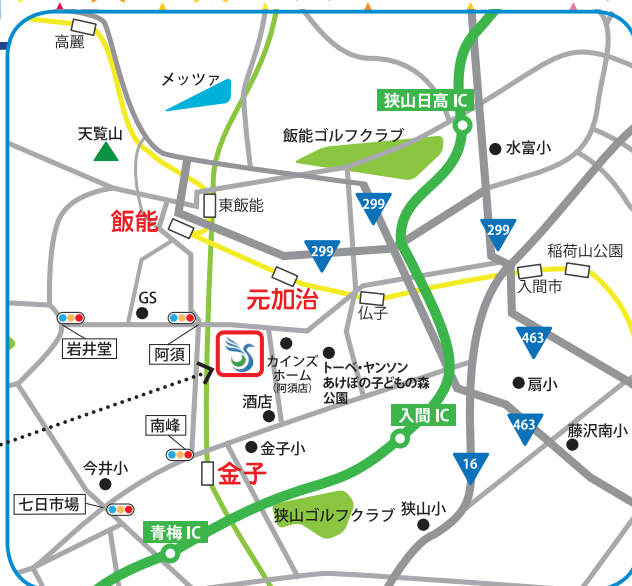 高麗
メッツァ
狭山日高 IC
天覧山
飯能ゴルフクラブ
水富小
299
東飯能
飯能
299
299
稲荷山公園
元加治
入間市
仏子
GS
岩井堂
阿須
463
カインズ
ホーム
(阿須店)
トーベ・ヤンソン
あけぼの子どもの森
公園
扇小
酒店
入間 IC
463
南峰
金子小
藤沢南小
今井小
金子
16
七日市場
狭山ゴルフクラブ
狭山小
青梅 IC